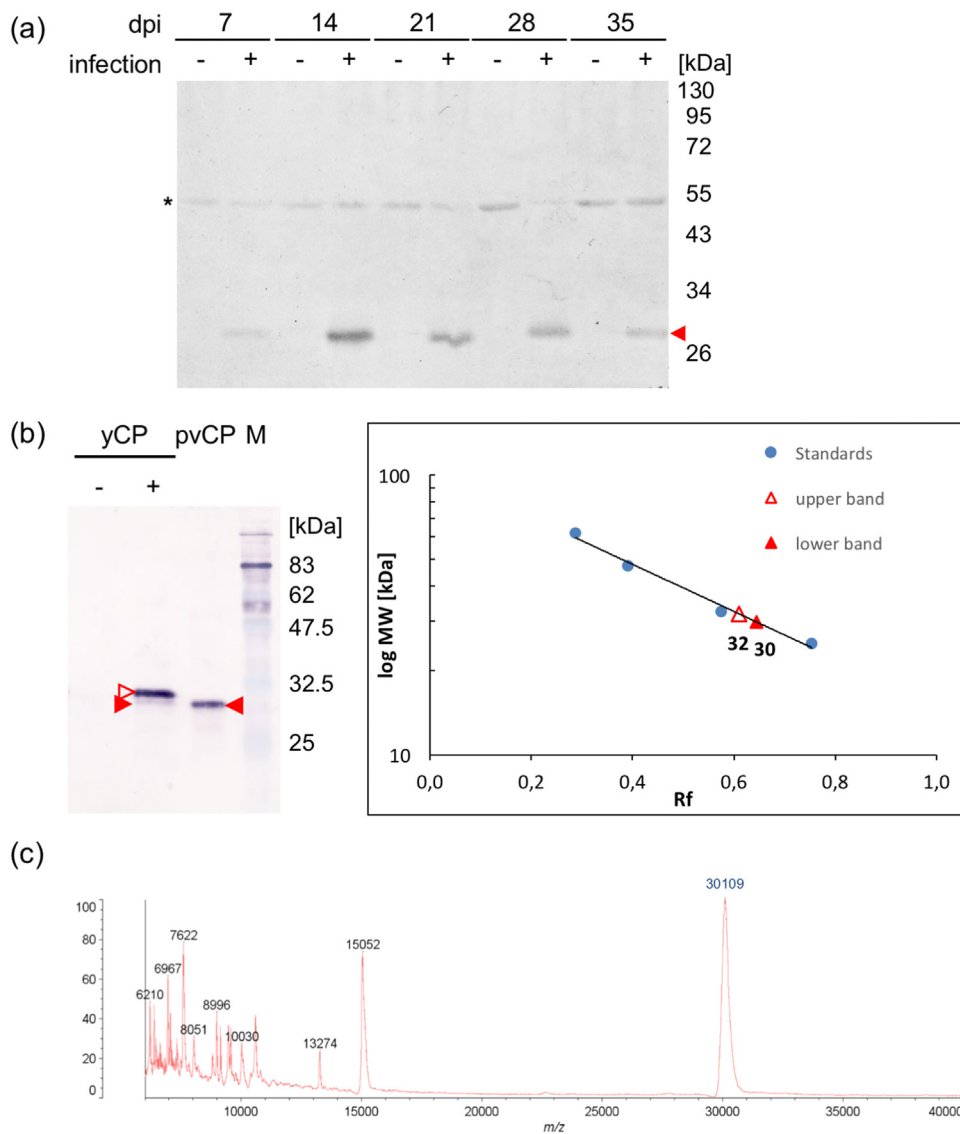 (a)
dpi 7 14 21 28 35
infection - + - + - + - + - + [kDa]
130
95
72
*
55
43
34
26
(b)
yCP pvCP M
- +
[kDa]
83
62
47.5
32.5
25
100
10
log MW [kDa]
Standards
upper band
lower band
32 30
0,0 0,2 0,4 0,6 0,8 1,0
Rf
(c)
30109
100
80
60
40
20
0
7622
15052
6967
6210
8996
8051
10030
13274
10000 15000 20000 25000 30000 35000 40000
m/z